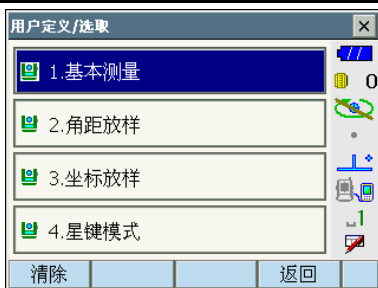 用户定义/选取
1.基本测量
2.角距放样
3.坐标放样
4.星键模式
0
1
清除 返回